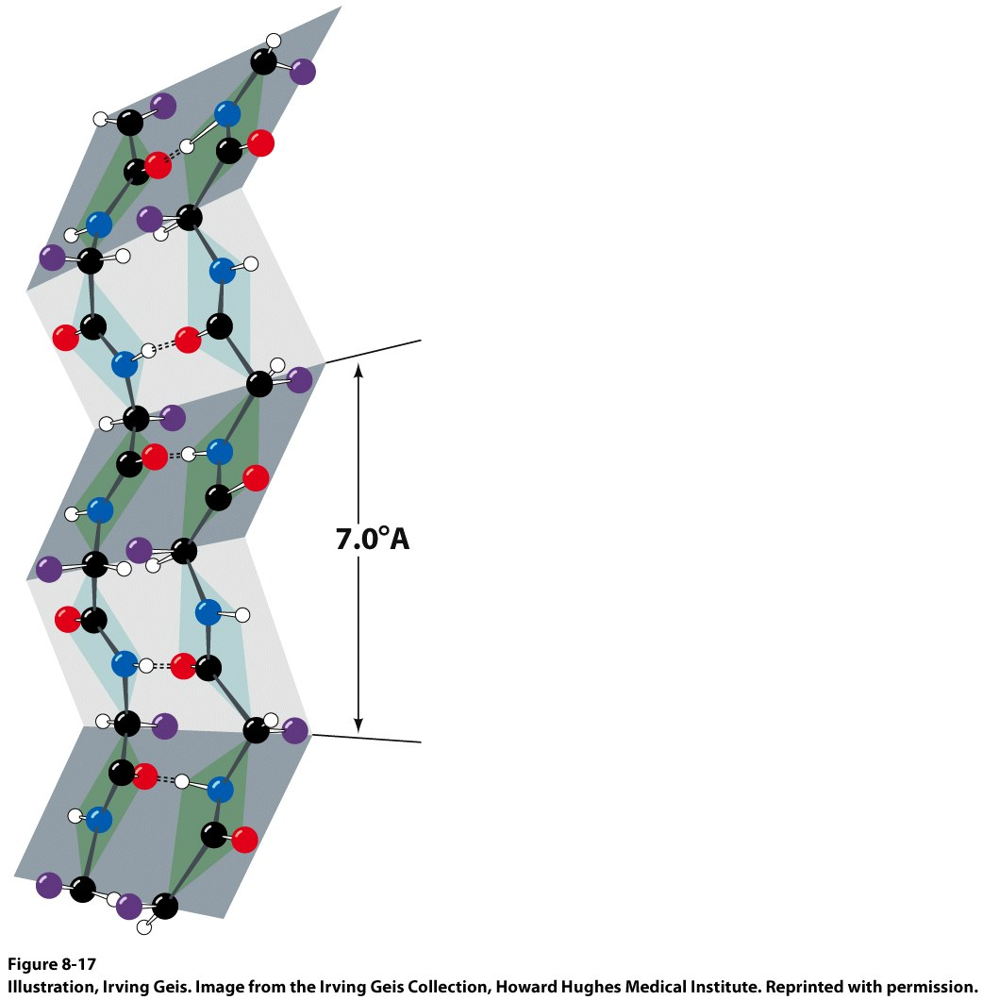 7.0°A
Figure 8-17
Illustration, Irving Geis. Image from the Irving Geis Collection, Howard Hughes Medical Institute. Reprinted with permission.